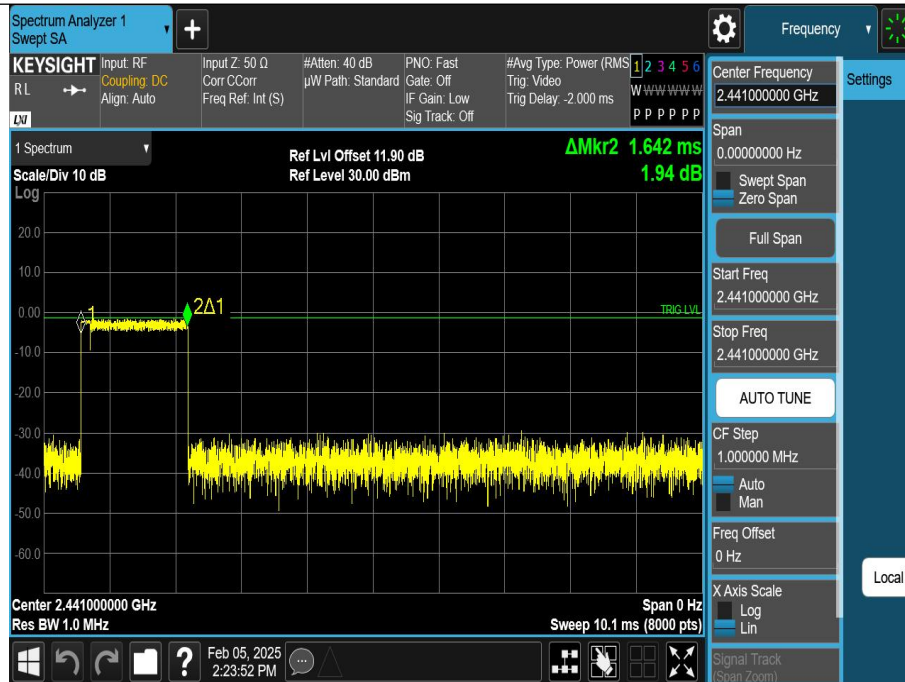 Spectrum Analyzer 1
Swept SA
Frequency
KEYSIGHT
RL
LXI
Input: RF
Coupling: DC
Align: Auto
Input Z: 50 Ω
Corr CCorr
Freq Ref: Int (S)
#Atten: 40 dB
µW Path: Standard
PNO: Fast
Gate: Off
IF Gain: Low
Sig Track: Off
#Avg Type: Power (RMS
Trig: Video
Trig Delay: -2.000 ms
1 2 3 4 5 6
W W W W W W
P P P P P P
1 Spectrum
Scale/Div 10 dB
Log
Ref Lvl Offset 11.90 dB
Ref Level 30.00 dBm
ΔMkr2 1.642 ms
1.94 dB
20.0
10.0
0.00
-10.0
-20.0
-30.0
-40.0
-50.0
-60.0
1
2Δ1
TRIG LVL
Center 2.441000000 GHz
Res BW 1.0 MHz
Span 0 Hz
Sweep 10.1 ms (8000 pts)
Feb 05, 2025
2:23:52 PM
?
Center Frequency
2.441000000 GHz
Span
0.00000000 Hz
Swept Span
Zero Span
Full Span
Start Freq
2.441000000 GHz
Stop Freq
2.441000000 GHz
AUTO TUNE
CF Step
1.000000 MHz
Auto
Man
Freq Offset
0 Hz
X Axis Scale
Log
Lin
Signal Track
(Span Zoom)
Settings
Local